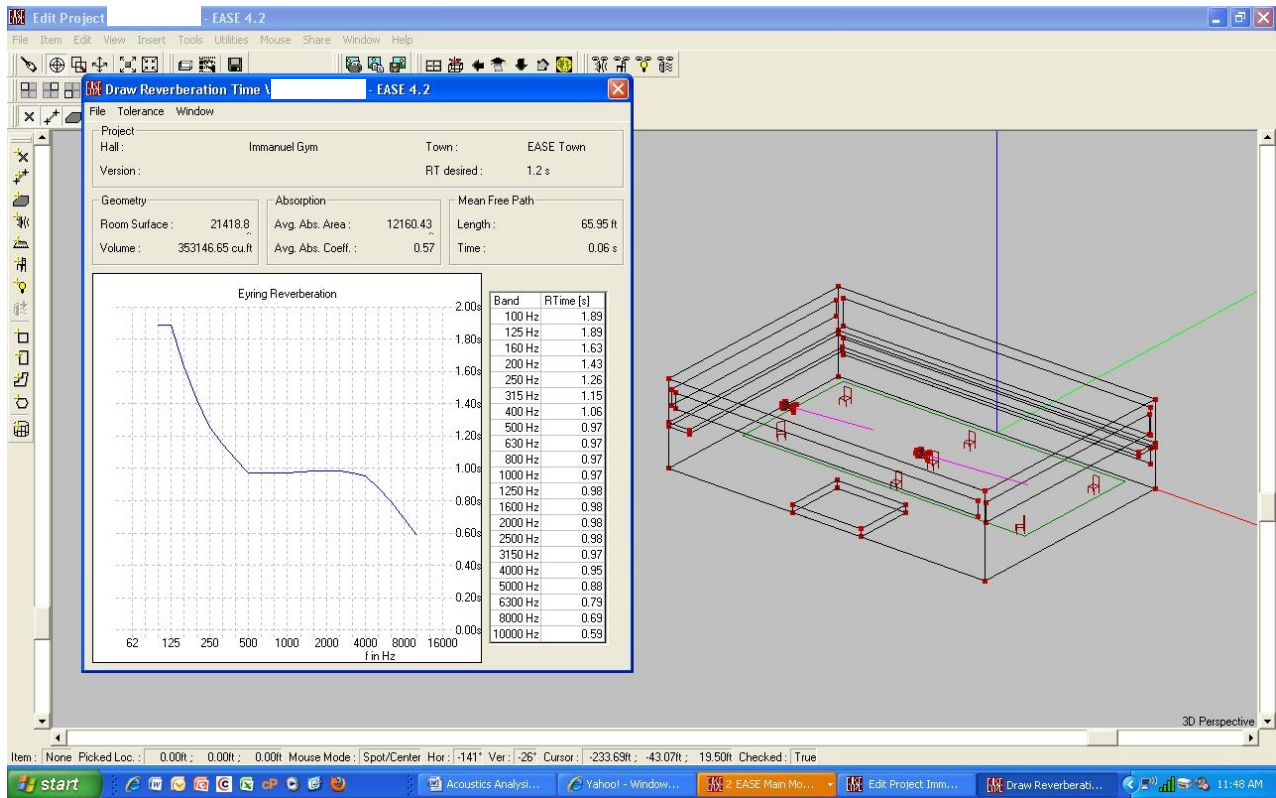 Edit Project - EASE 4.2
File Item Edit View Insert Tools Utilities Mouse Share Window Help
Draw Reverberation Time \ - EASE 4.2
File Tolerance Window
Project
Hall : Immanuel Gym Town : EASE Town
Version : RT desired : 1.2 s
Geometry Absorption Mean Free Path
Room Surface : 21418.8 Avg. Abs. Area : 12160.43 Length : 65.95 ft
Volume : 353146.65 cu.ft Avg. Abs. Coeff. : 0.57 Time : 0.06 s
Eyring Reverberation
2.00s
1.80s
1.60s
1.40s
1.20s
1.00s
0.80s
0.60s
0.40s
0.20s
0.00s
62 125 250 500 1000 2000 4000 8000 16000
f in Hz
Band RTime [s]
100 Hz 1.89
125 Hz 1.89
160 Hz 1.63
200 Hz 1.43
250 Hz 1.26
315 Hz 1.15
400 Hz 1.06
500 Hz 0.97
630 Hz 0.97
800 Hz 0.97
1000 Hz 0.97
1250 Hz 0.98
1600 Hz 0.98
2000 Hz 0.98
2500 Hz 0.98
3150 Hz 0.97
4000 Hz 0.95
5000 Hz 0.88
6300 Hz 0.79
8000 Hz 0.69
10000 Hz 0.59
3D Perspective
Item : None Picked Loc. : 0.00ft ; 0.00ft ; 0.00ft Mouse Mode : Spot/Center Hor : -141° Ver : -26° Cursor : -233.69ft ; -43.07ft ; 19.50ft Checked : True
start Acoustics Analysi... Yahoo! - Window... 2 EASE Main Mo... Edit Project Imm... Draw Reverberati... 11:48 AM